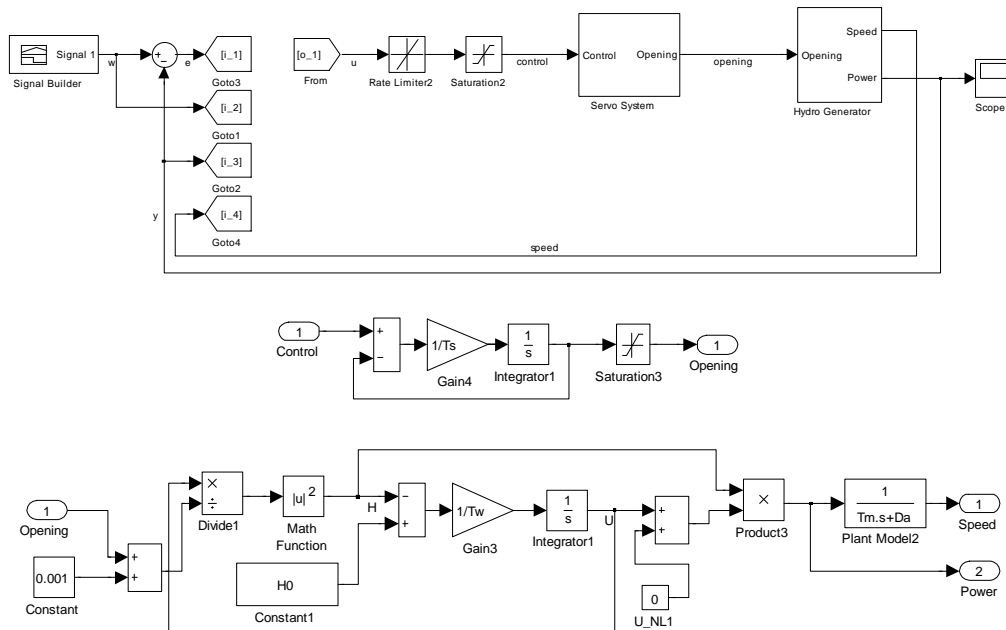 Signal 1
Signal Builder
w
+
−
e
[i_1]
Goto3
[i_2]
Goto1
[i_3]
Goto2
[i_4]
Goto4
y
[o_1]
From
u
Rate Limiter2
Saturation2
control
Control
Opening
Servo System
opening
Opening
Speed
Power
Hydro Generator
Scope
speed
1
Control
+
−
1/Ts
Gain4
1
s
Integrator1
Saturation3
1
Opening
1
Opening
0.001
Constant
+
+
×
÷
Divide1
|u| 2
Math
Function
H
H0
Constant1
−
+
1/Tw
Gain3
1
s
Integrator1
U
+
+
0
U_NL1
×
Product3
1
Tm.s+Da
Plant Model2
1
Speed
2
Power